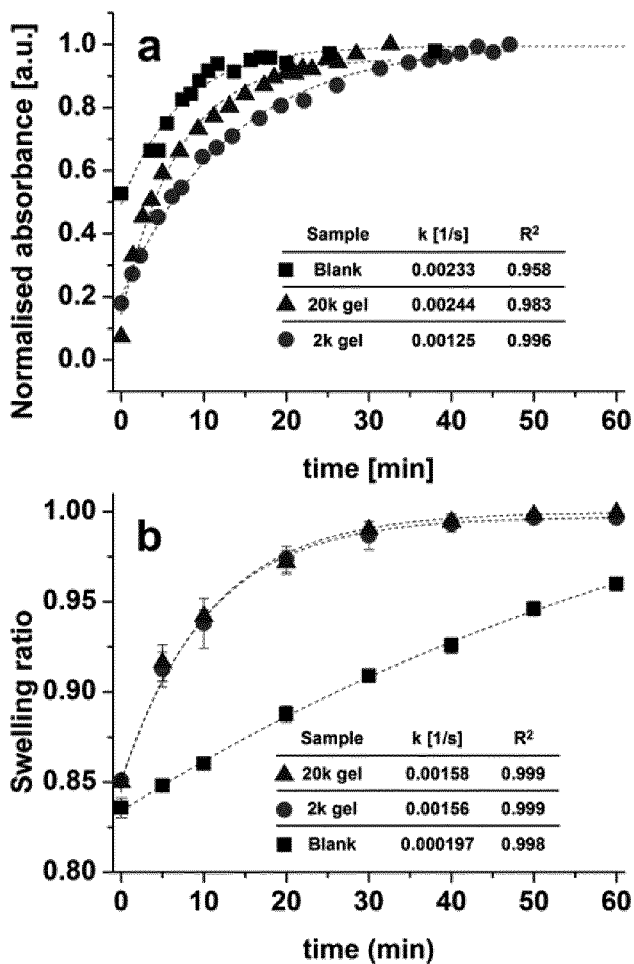 a
Normalised absorbance [a.u.]
1.0
0.8
0.6
0.4
0.2
0.0
Sample k [1/s] R²
Blank 0.00233 0.958
20k gel 0.00244 0.983
2k gel 0.00125 0.996
0 10 20 30 40 50 60
time [min]
b
Swelling ratio
1.00
0.95
0.90
0.85
0.80
Sample k [1/s] R²
20k gel 0.00158 0.999
2k gel 0.00156 0.999
Blank 0.000197 0.998
0 10 20 30 40 50 60
time (min)